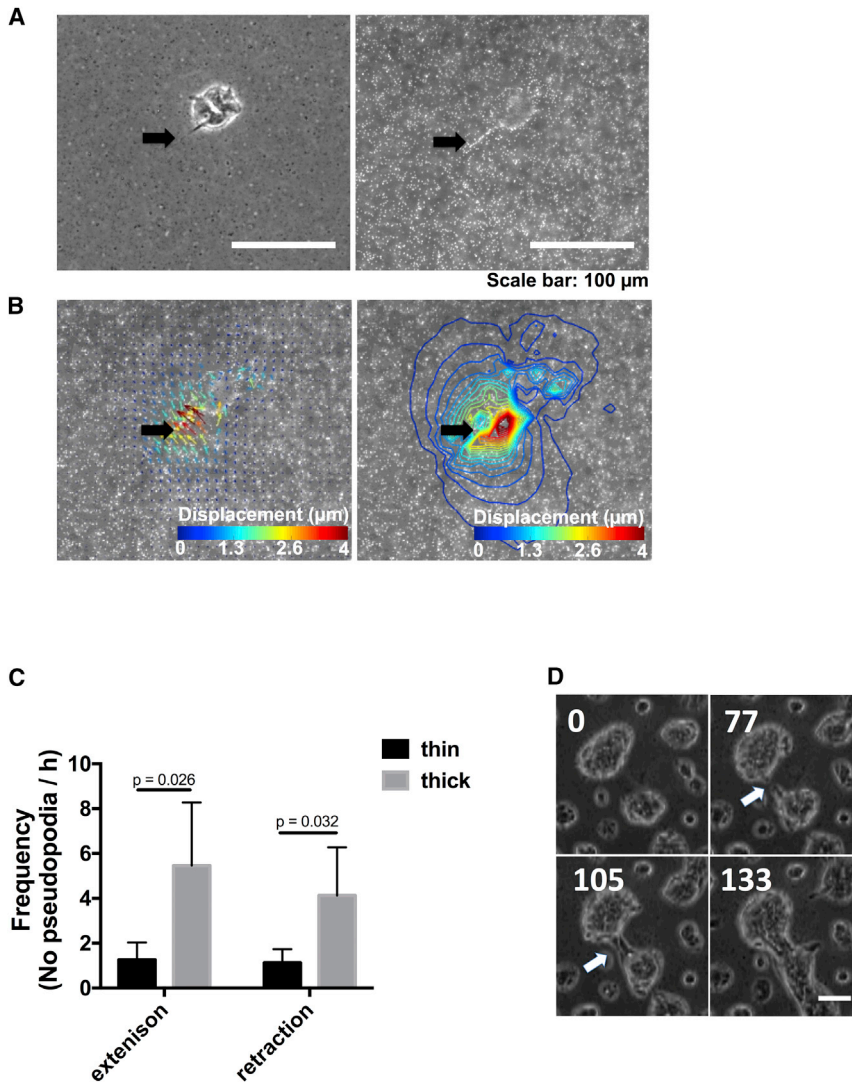 A
Scale bar: 100 µm
B
Displacement (µm)
0 1.3 2.6 4
Displacement (µm)
0 1.3 2.6 4
C
thin
thick
Frequency
(No pseudopodia / h)
10
8
6
4
2
0
p = 0.026
p = 0.032
extenison
retraction
D
0
77
105
133